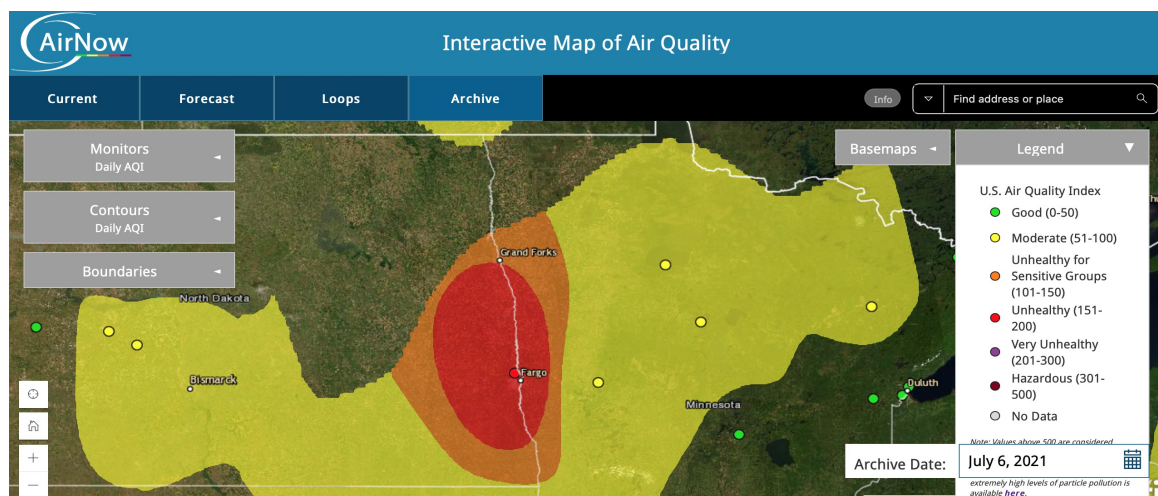 AirNow
Interactive Map of Air Quality
Current
Forecast
Loops
Archive
Info
Find address or place
Monitors
Daily AQI
Contours
Daily AQI
Boundaries
Basemaps
Legend
U.S. Air Quality Index
Good (0-50)
Moderate (51-100)
Unhealthy for
Sensitive Groups
(101-150)
Unhealthy (151-
200)
Very Unhealthy
(201-300)
Hazardous (301-
500)
No Data
Note: Values above 500 are considered
Grand Forks
North Dakota
Bismarck
Fargo
Minnesota
Duluth
Archive Date:
July 6, 2021
extremely high levels of particle pollution is
available here.